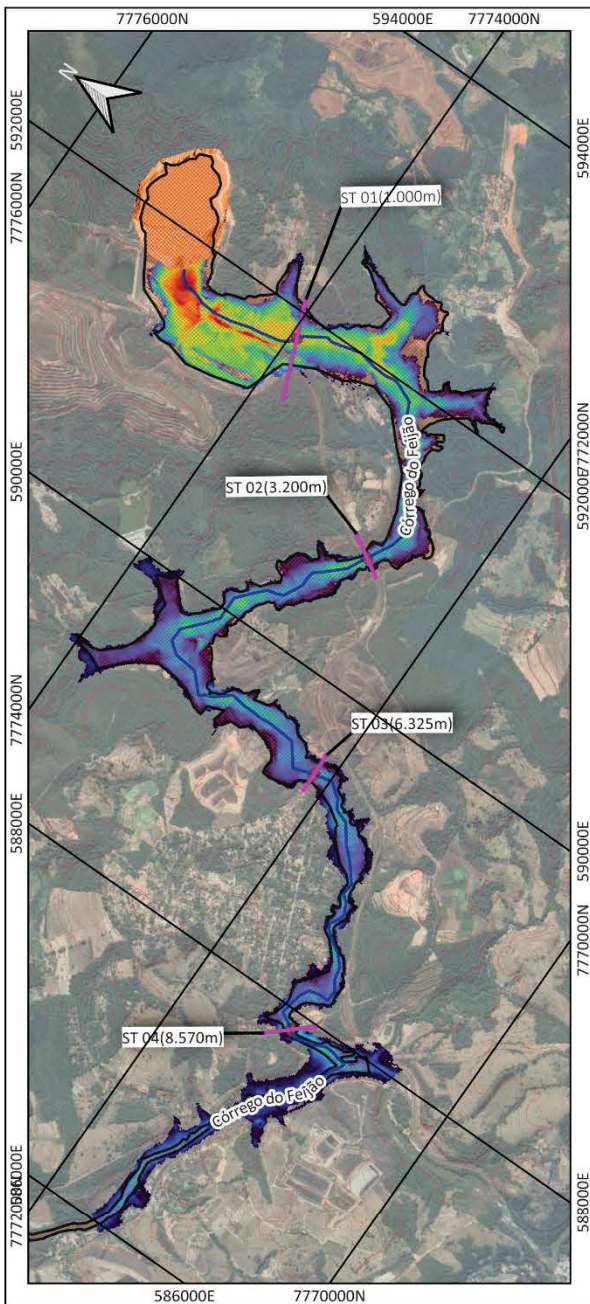 7776000N
594000E
7774000N
N
592000E
594000E
7776000N
ST 01(1.000m)
Córrego do Feijão
590000E
7772000N
592000E
ST 02(3.200m)
7774000N
ST 03(6.325m)
588000E
590000E
7770000N
ST 04(8.570m)
Córrego do Feijão
586000E
7772000N
588000E
586000E
7770000N